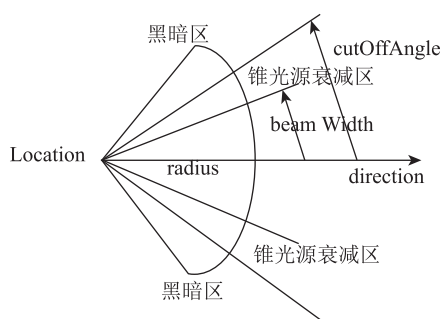 黑暗区
cutOffAngle
锥光源衰减区
beam Width
Location
radius
direction
锥光源衰减区
黑暗区